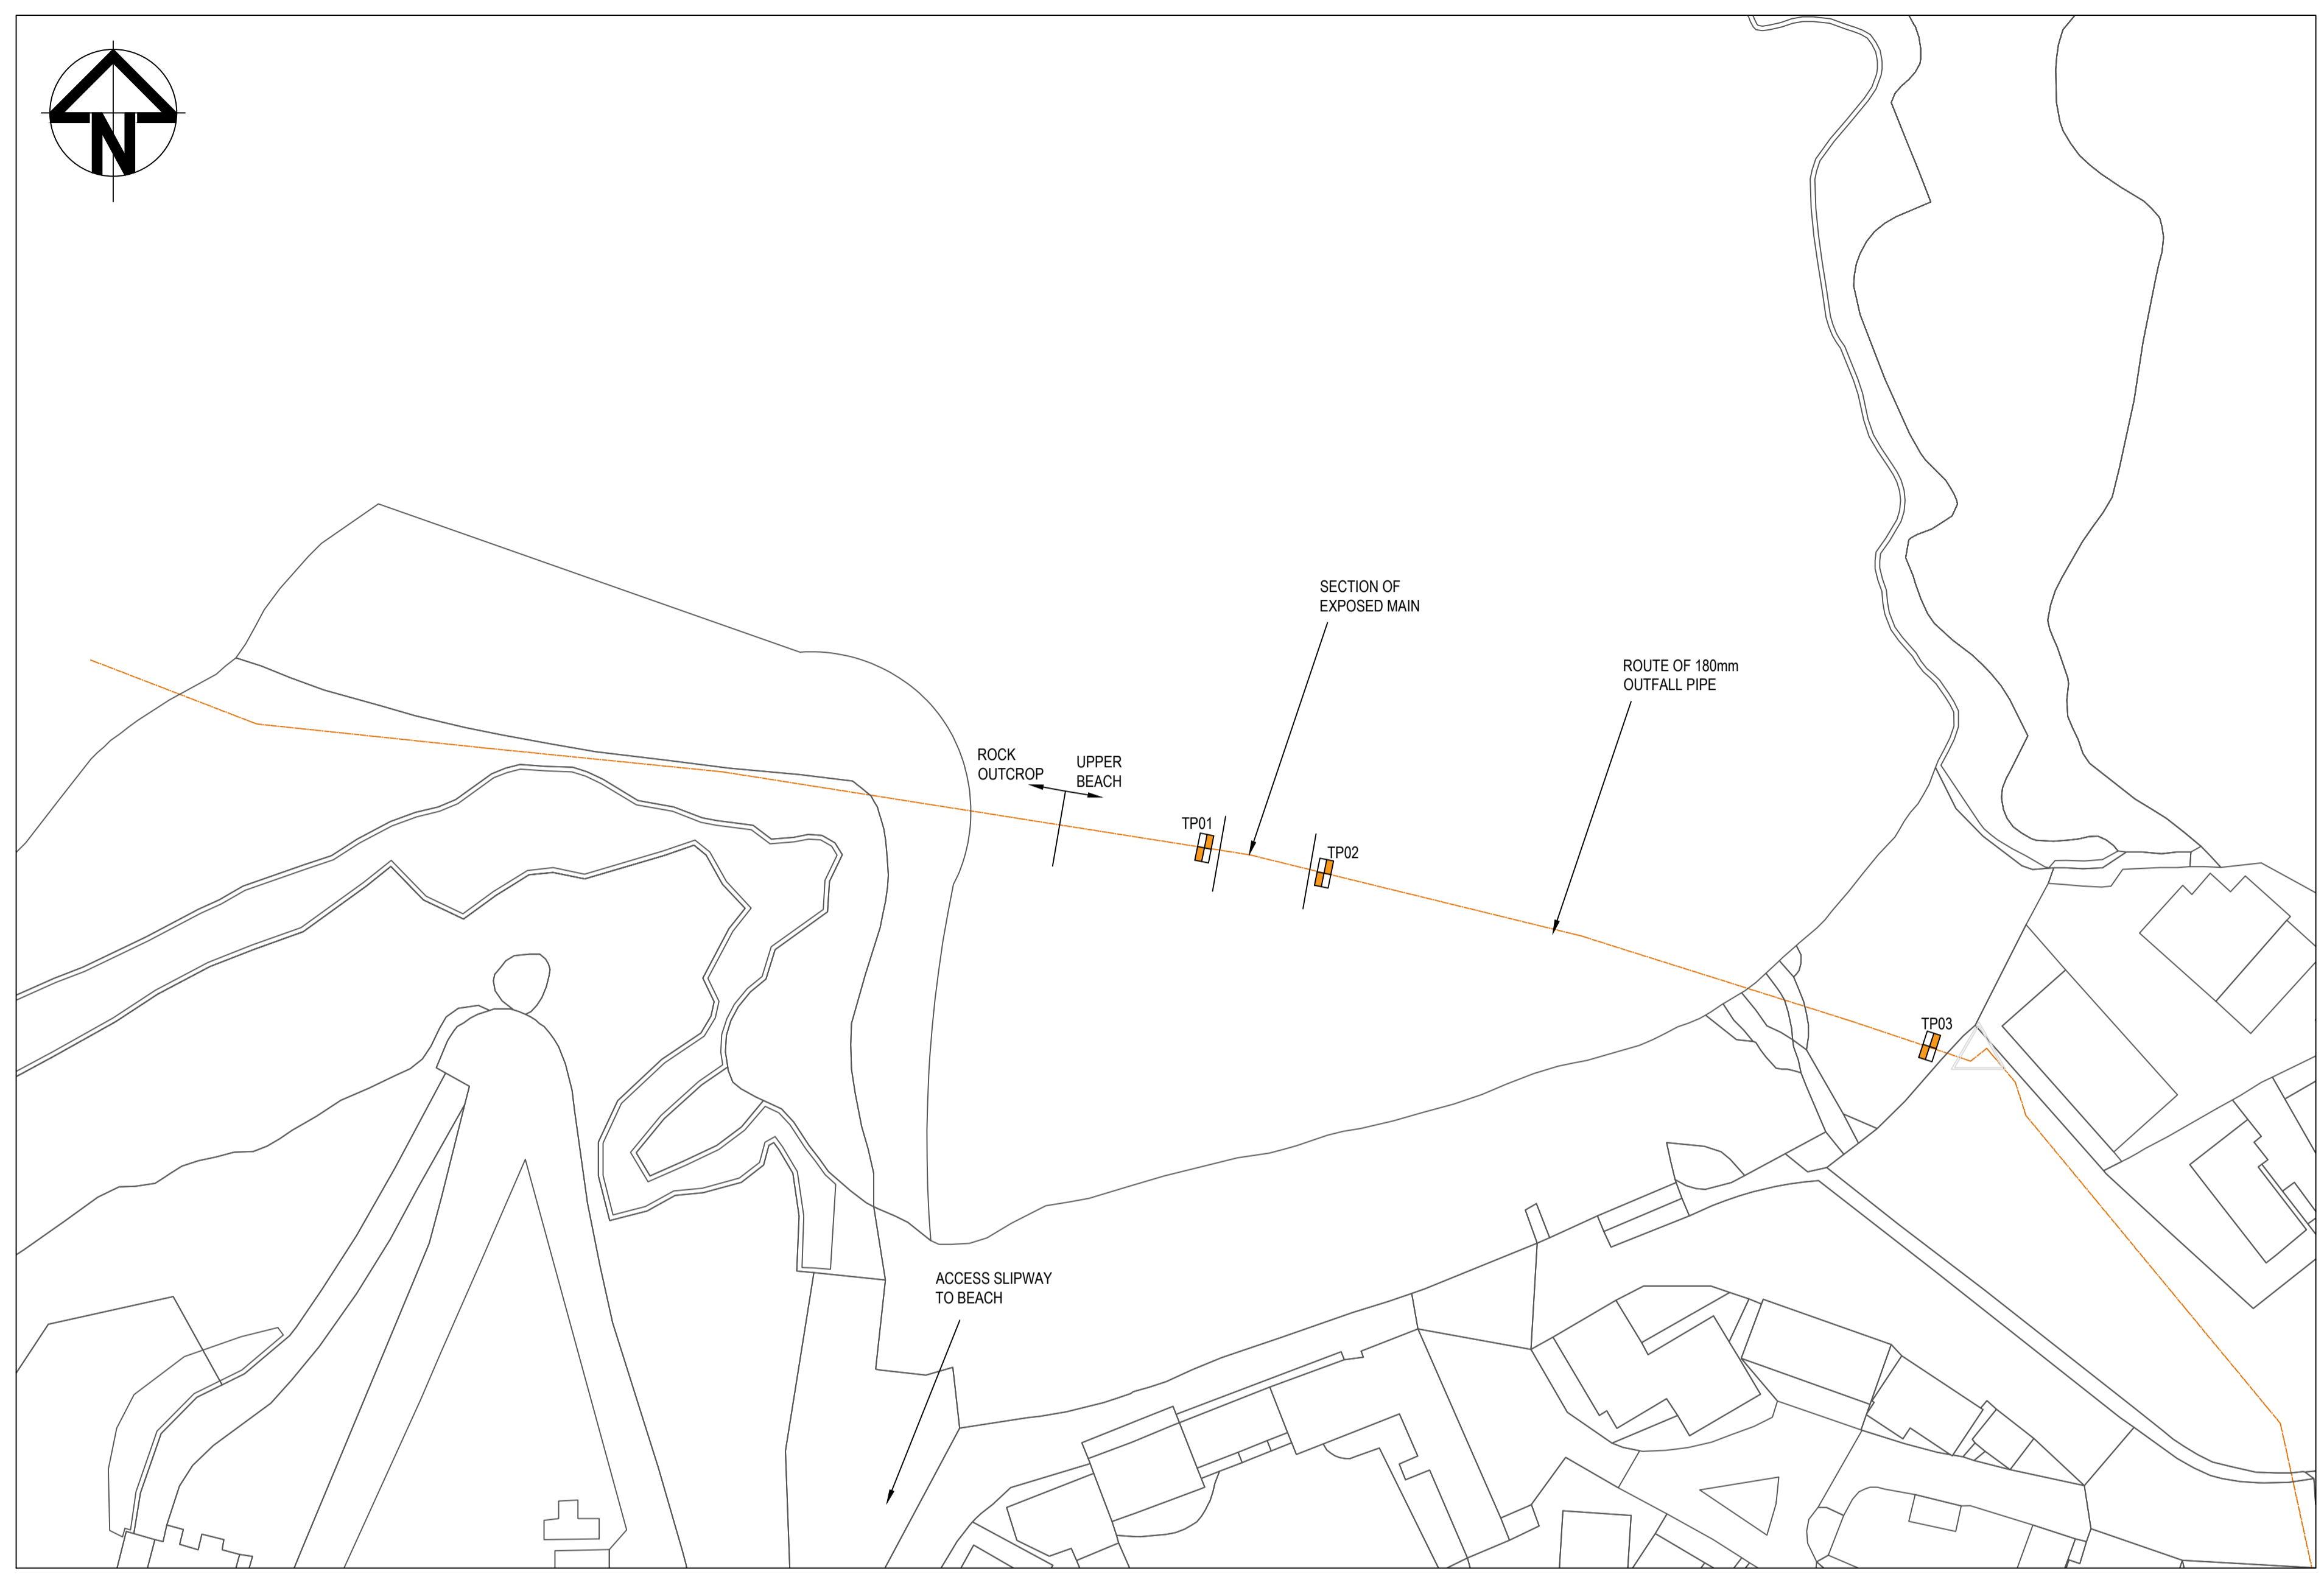 N
SECTION OF
EXPOSED MAIN
ROUTE OF 180mm
OUTFALL PIPE
ROCK
OUTCROP
UPPER
BEACH
TP01
TP02
TP03
ACCESS SLIPWAY
TO BEACH